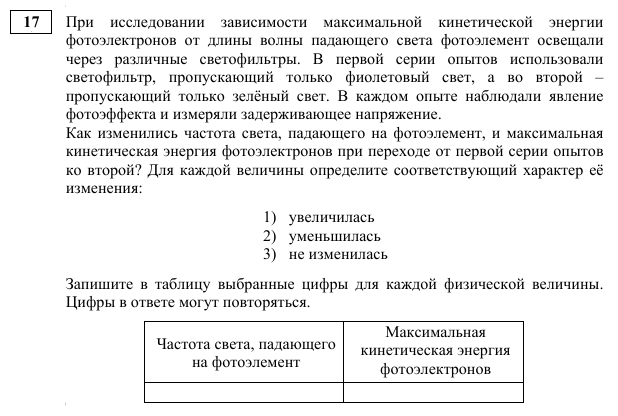 17
При исследовании зависимости максимальной кинетической энергии
фотоэлектронов от длины волны падающего света фотоэлемент освещали
через различные светофильтры. В первой серии опытов использовали
светофильтр, пропускающий только фиолетовый свет, а во второй –
пропускающий только зелёный свет. В каждом опыте наблюдали явление
фотоэффекта и измеряли задерживающее напряжение.
Как изменились частота света, падающего на фотоэлемент, и максимальная
кинетическая энергия фотоэлектронов при переходе от первой серии опытов
ко второй? Для каждой величины определите соответствующий характер её
изменения:
1) увеличилась
2) уменьшилась
3) не изменилась
Запишите в таблицу выбранные цифры для каждой физической величины.
Цифры в ответе могут повторяться.
Частота света, падающего
на фотоэлемент
Максимальная
кинетическая энергия
фотоэлектронов